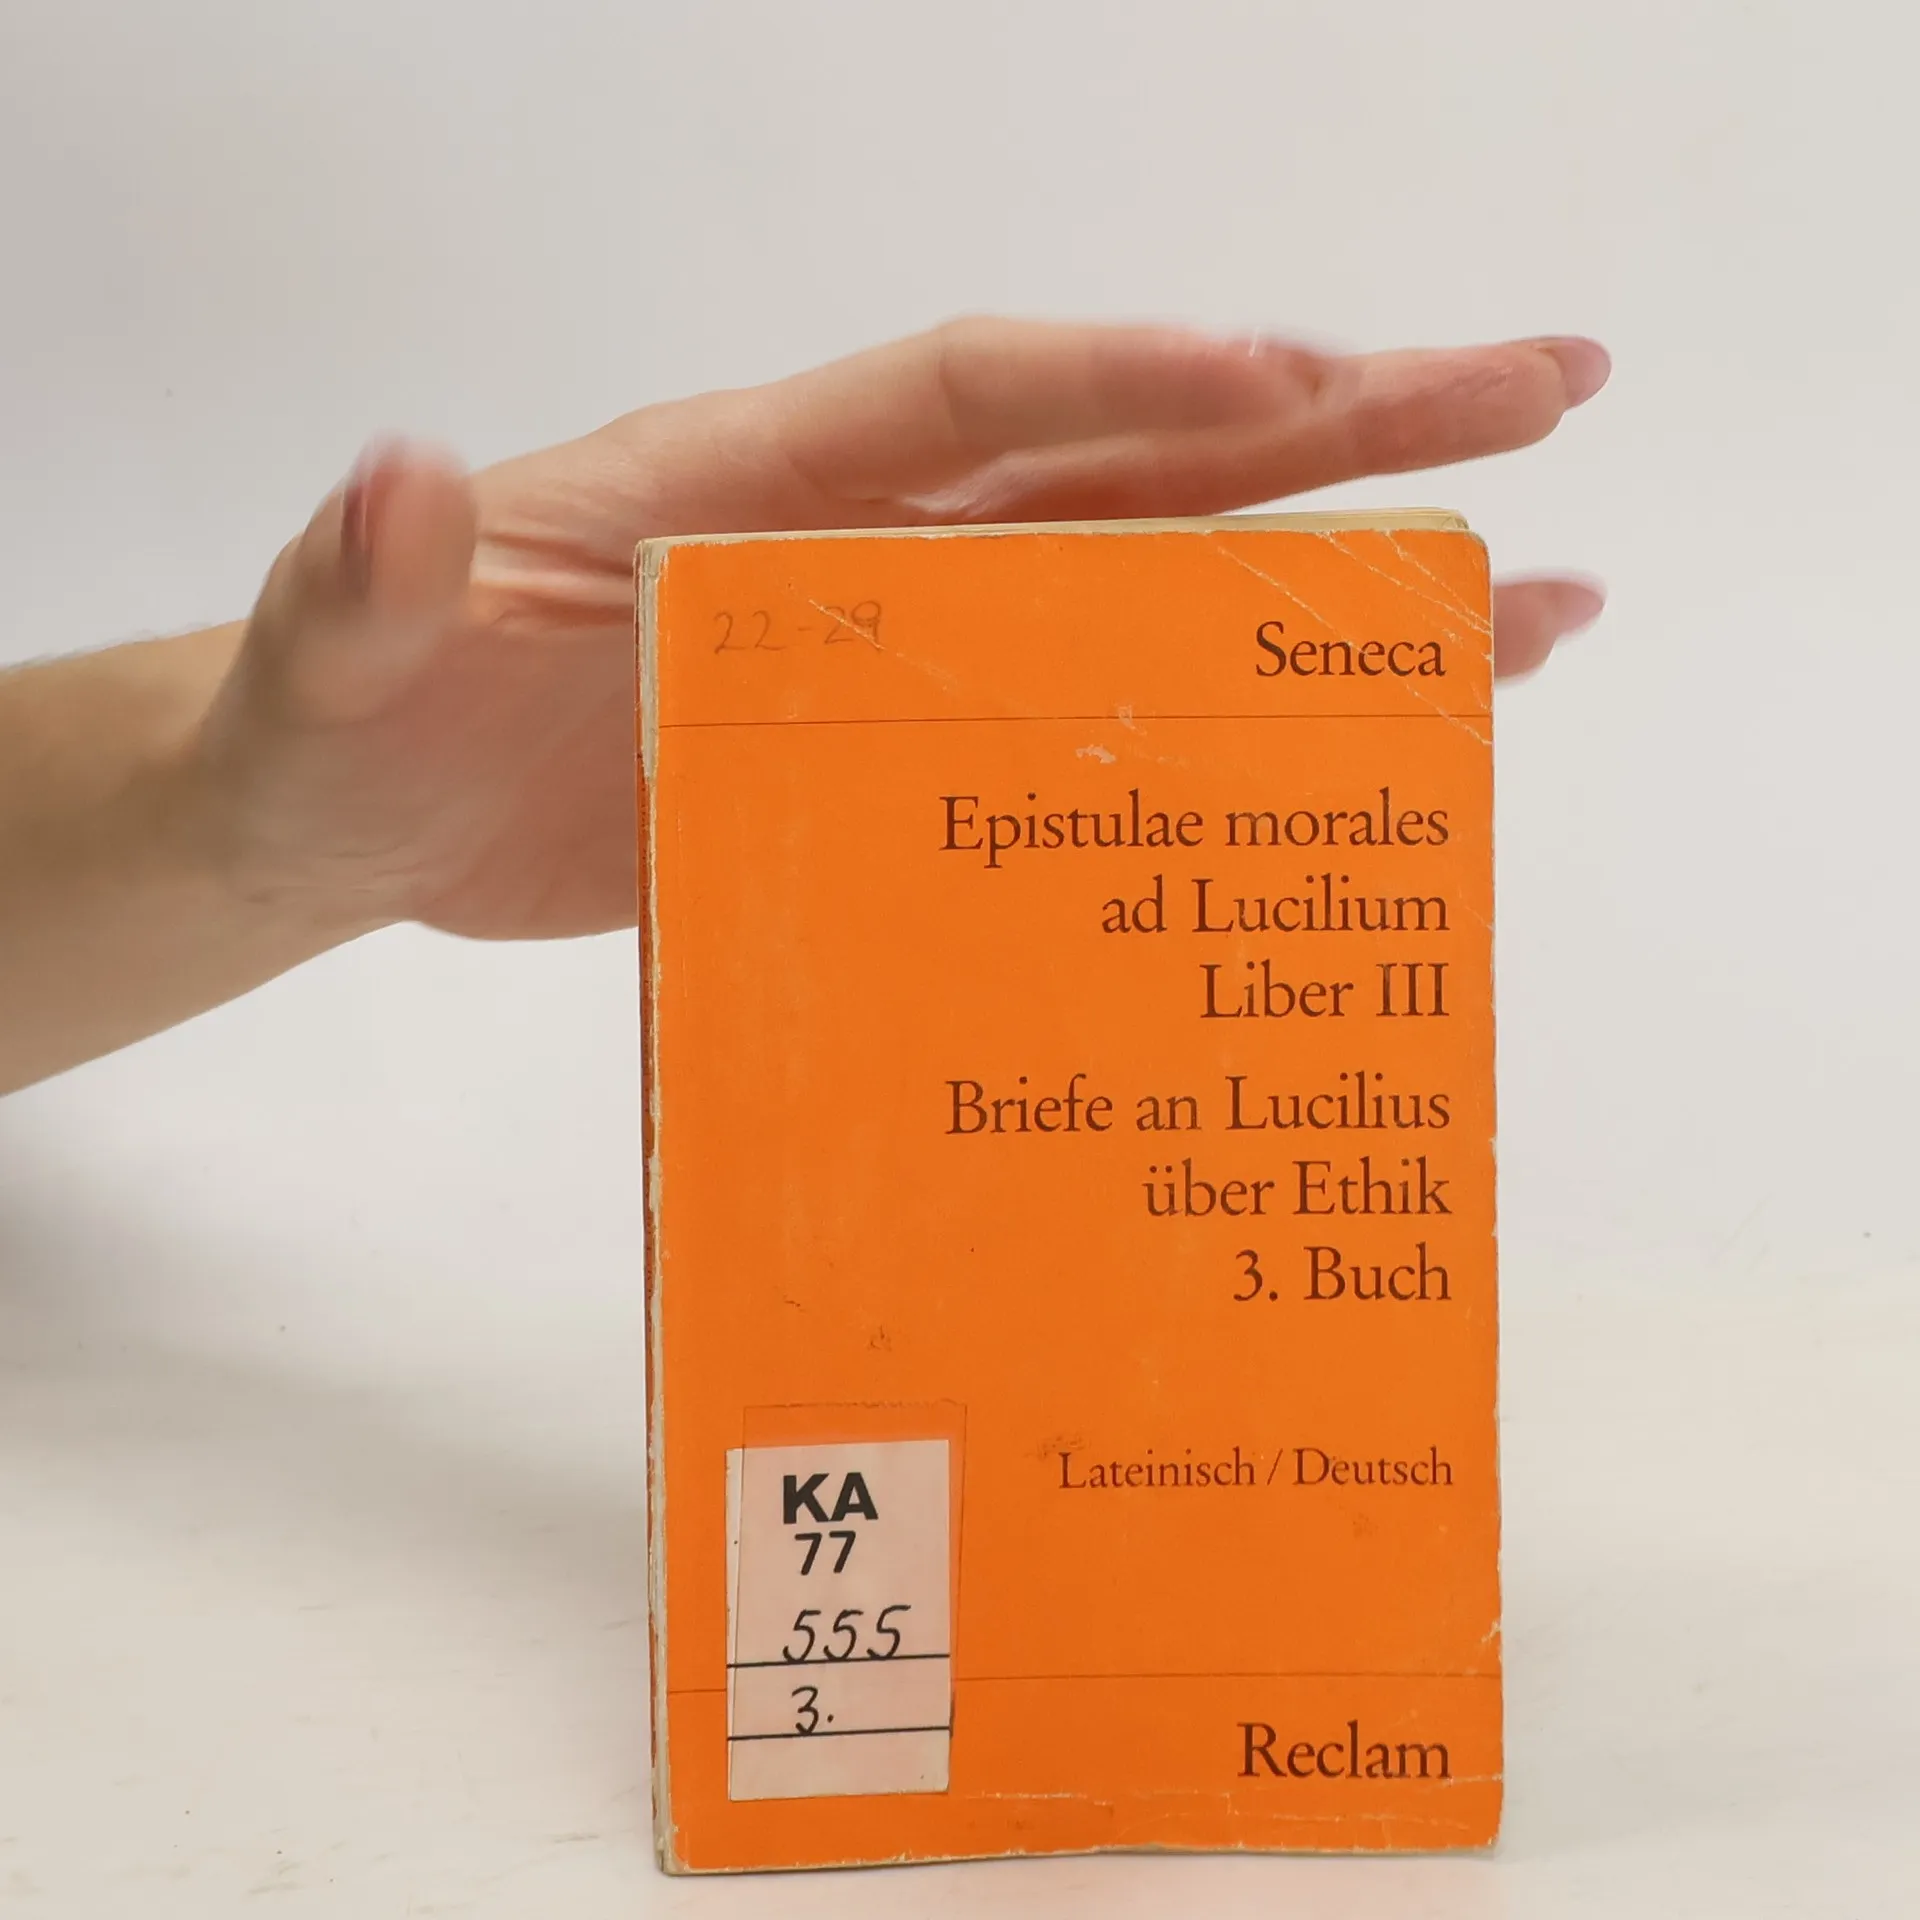 22-29
Seneca
Epistulae morales
ad Lucilium
Liber III
Briefe an Lucilius
über Ethik
3. Buch
Lateinisch / Deutsch
KA
77
555
3.
Reclam